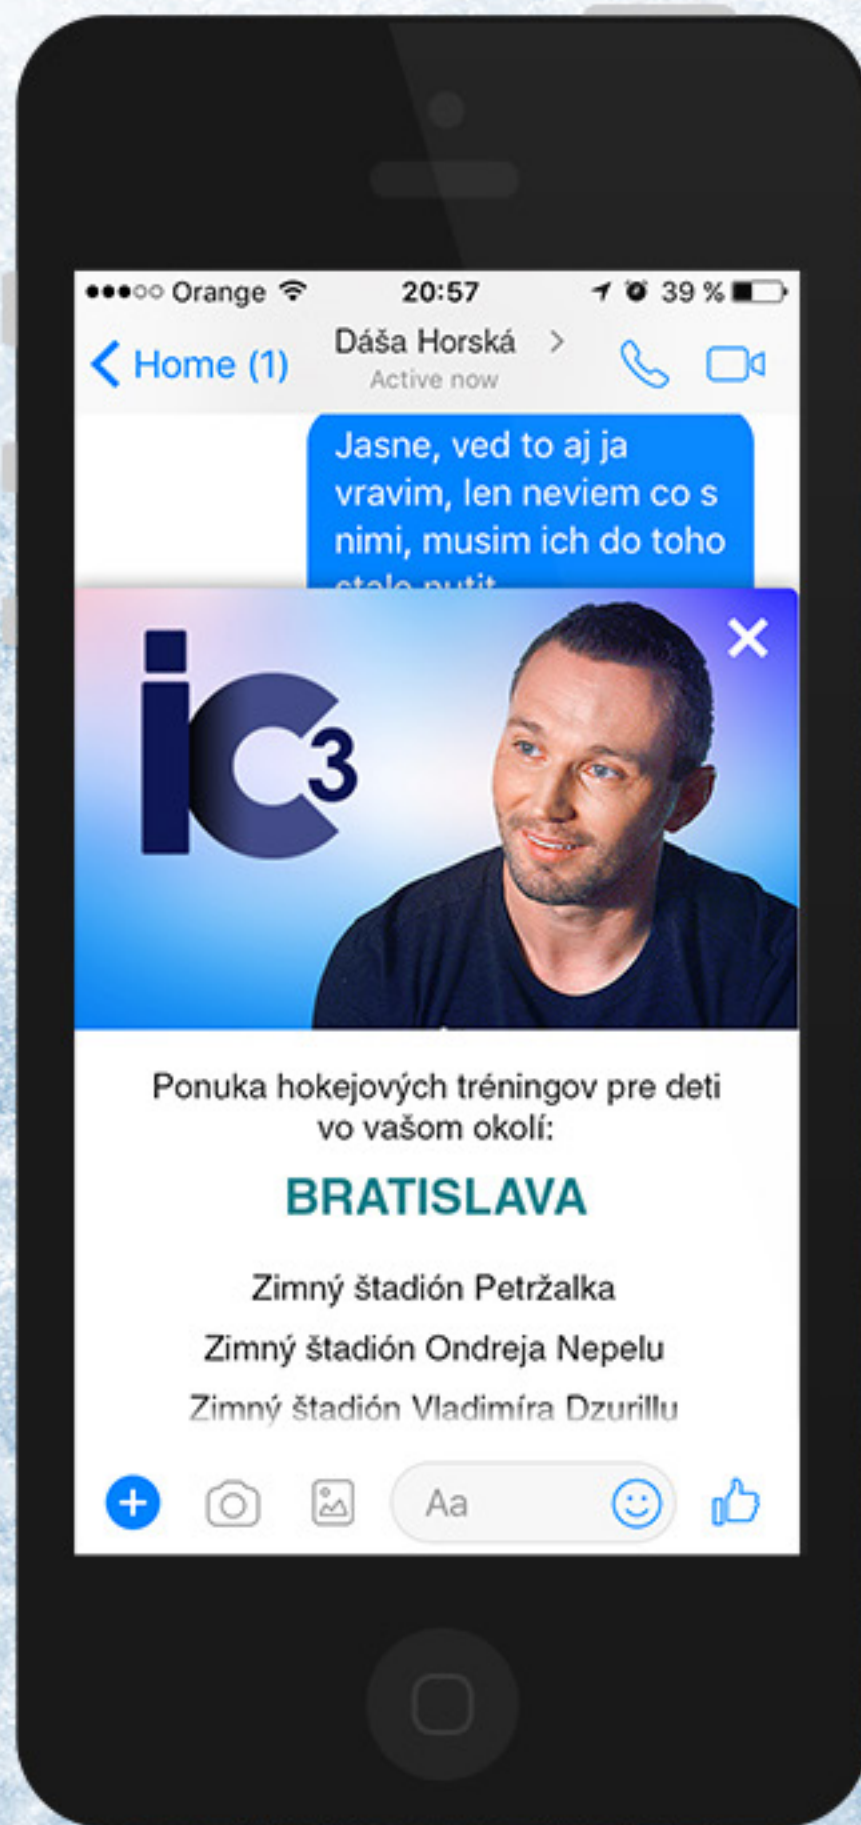 Orange 20:57 39 %
Home (1) Dáša Horská
Active now
Jasne, ved to aj ja
vravim, len neviem co s
nimi, musim ich do toho
stale nutit
iC3
Ponuka hokejových tréningov pre deti
vo vašom okolí:
BRATISLAVA
Zimný štadión Petržalka
Zimný štadión Ondreja Nepelu
Zimný štadión Vladimíra Dzurillu
Aa